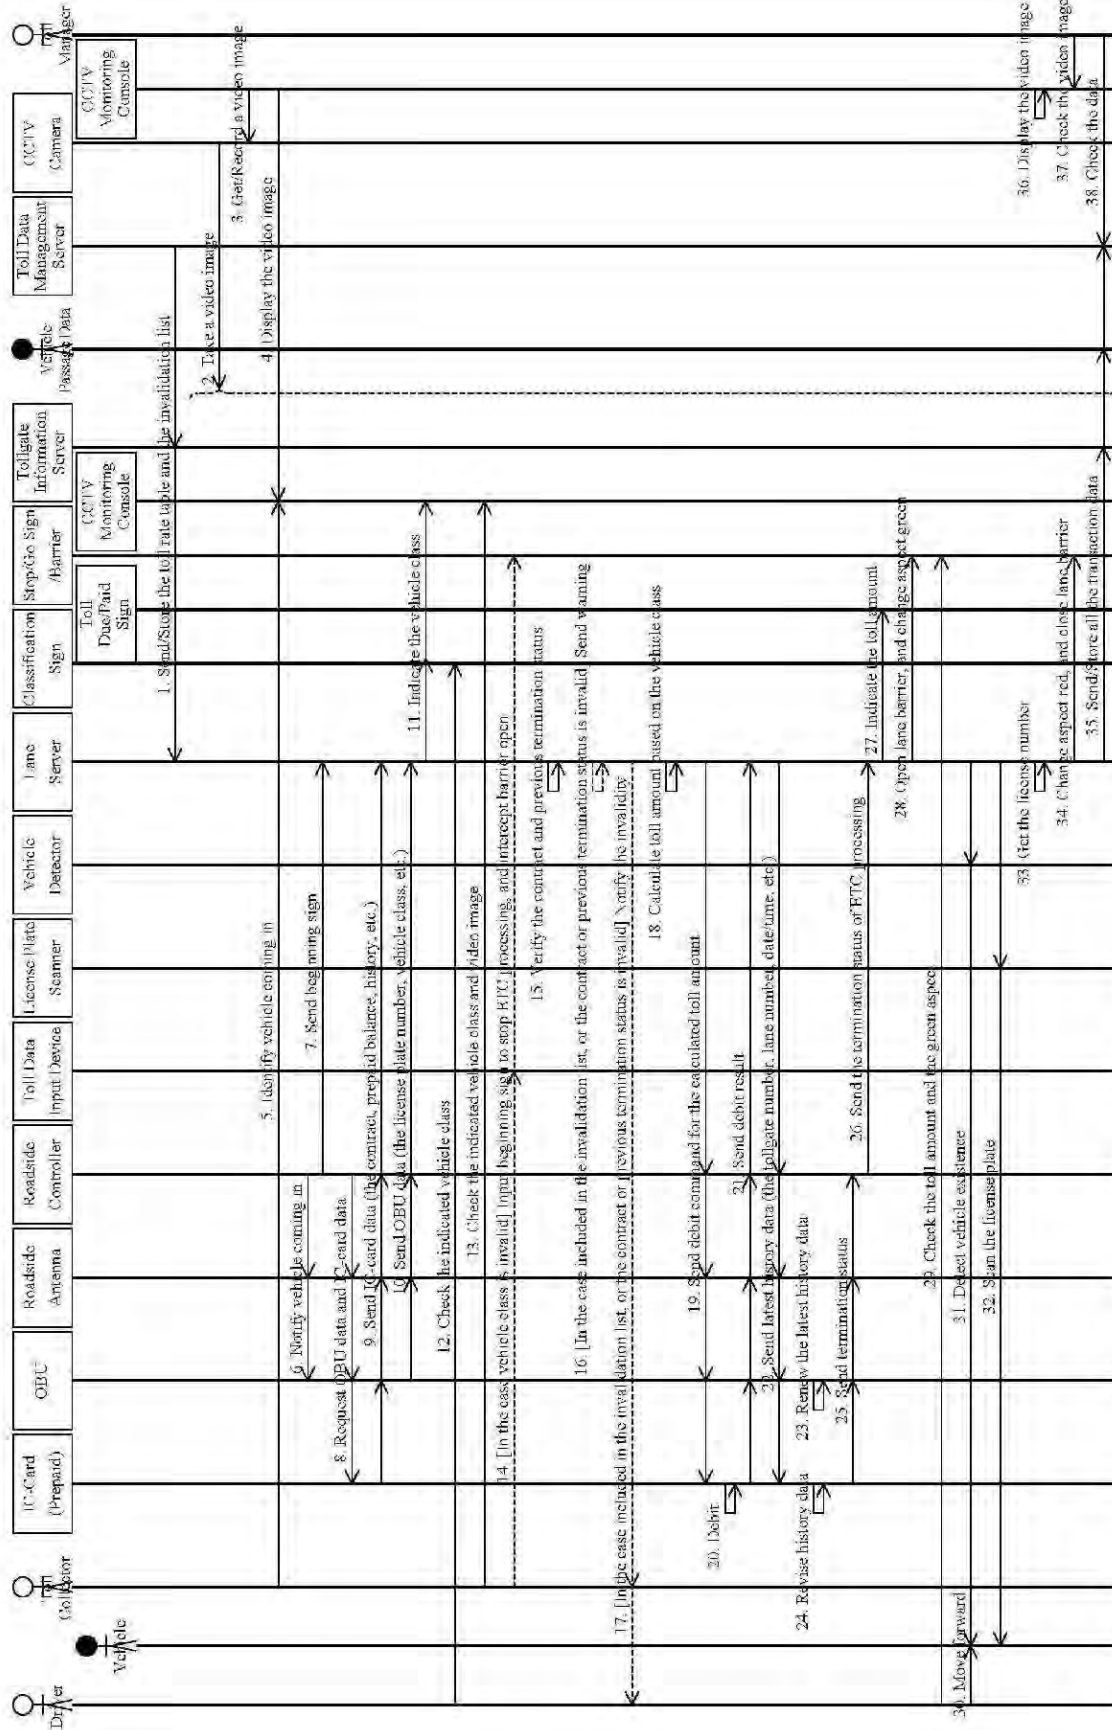 Driver
Vehicle
Toll
Collector
IC-Card
(Prepaid)
OBU
Roadside
Antenna
Roadside
Controller
Toll Data
Input Device
License Plate
Scanner
Vehicle
Detector
Lane
Server
Classification
Sign
Toll
Due/Paid
Sign
Stop/Go Sign
/Barrier
CCTV
Monitoring
Console
Tollgate
Information
Server
Vehicle
Passage Data
Toll Data
Management
Server
CCTV
Camera
CCTV
Monitoring
Console
Manager
1. Send/Store the toll rate table and the invalidation list
2. Take a video image
3. Get/Record a video image
4. Display the video image
5. Identify vehicle coming in
6. Notify vehicle coming in
7. Send beginning sign
8. Request OBU data and IC-card data
9. Send IC-card data (the contract, prepaid balance, history, etc.)
10. Send OBU data (the license plate number, vehicle class, etc.)
11. Indicate the vehicle class
12. Check the indicated vehicle class
13. Check the indicated vehicle class and video image
14. [In the case vehicle class is invalid] Input beginning sign to stop ETC processing, and intercept barrier open
15. Verify the contract and previous termination status
16. [In the case included in the invalidation list, or the contract or previous termination status is invalid] Send warning
17. [In the case included in the invalidation list, or the contract or previous termination status is invalid] Notify the invalidity
18. Calculate toll amount based on the vehicle class
19. Send debit command for the calculated toll amount
20. Debit
21. Send debit result
22. Send latest history data (the tollgate number, lane number, date/time, etc)
23. Renew the latest history data
24. Revise history data
25. Send termination status
26. Send the termination status of ETC processing
27. Indicate the toll amount
28. Open lane barrier, and change aspect green
29. Check the toll amount and the green aspect
30. Move forward
31. Detect vehicle existence
32. Scan the license plate
33. Get the license number
34. Change aspect red, and close lane barrier
35. Send/Store all the transaction data
36. Display the video image
37. Check the video image
38. Check the data